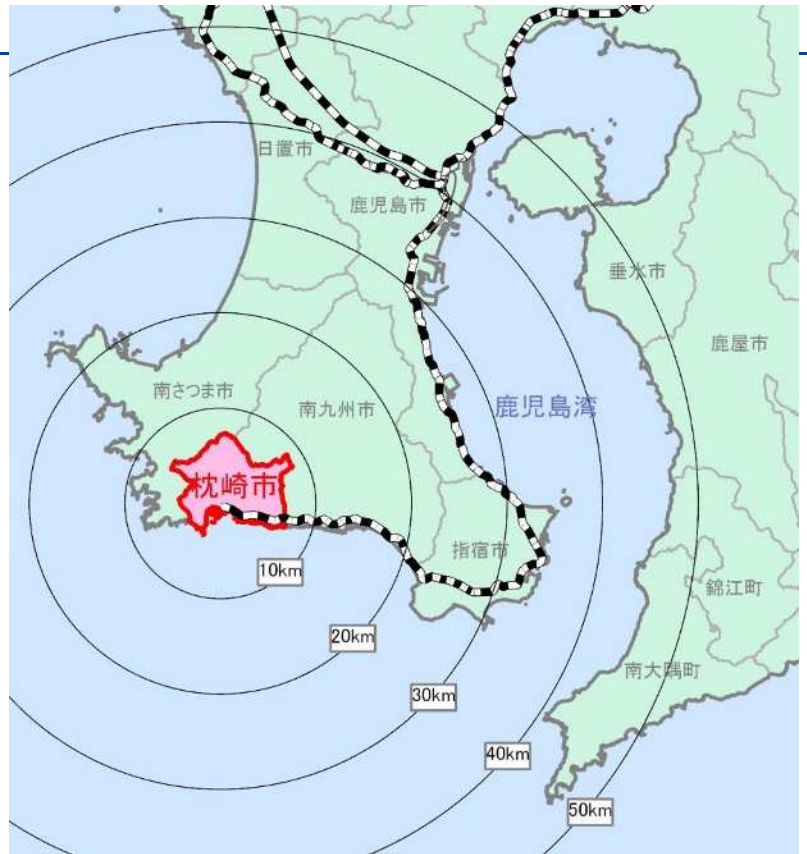 日置市
鹿児島市
垂水市
鹿屋市
南さつま市
南九州市
鹿児島湾
枕崎市
指宿市
10km
錦江町
20km
南大隅町
30km
40km
50km